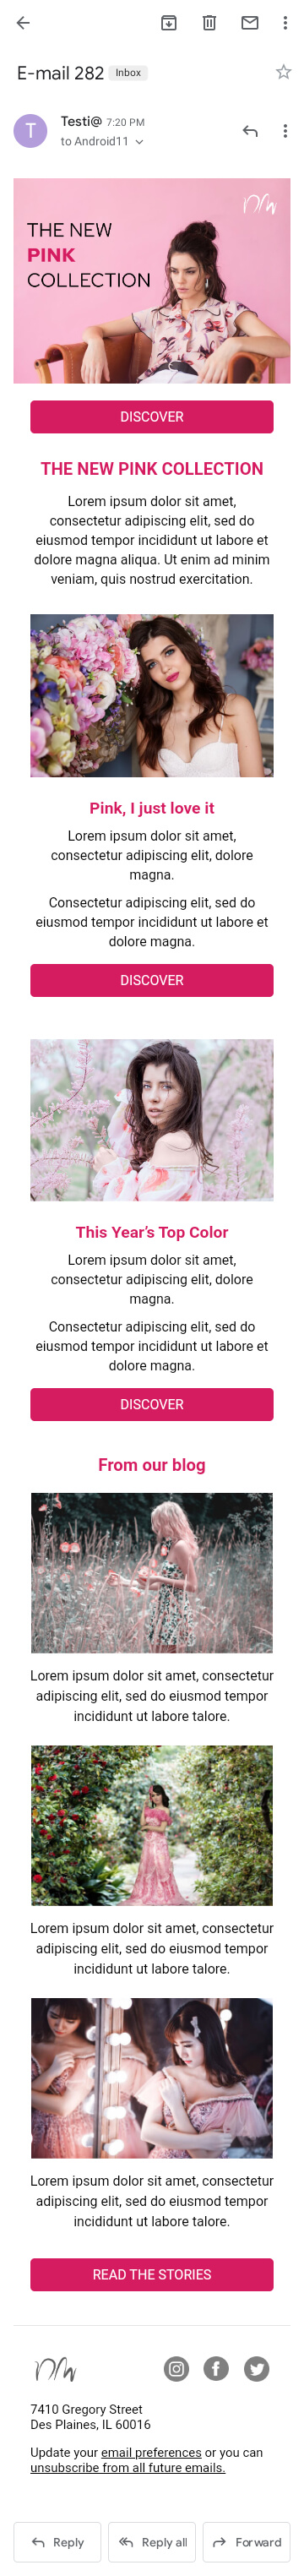 E-mail 282 Inbox
T
Testi@ 7:20 PM
to Android11
THE NEW
PINK
COLLECTION
DISCOVER
THE NEW PINK COLLECTION
Lorem ipsum dolor sit amet,
consectetur adipiscing elit, sed do
eiusmod tempor incididunt ut labore et
dolore magna aliqua. Ut enim ad minim
veniam, quis nostrud exercitation.
Pink, I just love it
Lorem ipsum dolor sit amet,
consectetur adipiscing elit, dolore
magna.
Consectetur adipiscing elit, sed do
eiusmod tempor incididunt ut labore et
dolore magna.
DISCOVER
This Year’s Top Color
Lorem ipsum dolor sit amet,
consectetur adipiscing elit, dolore
magna.
Consectetur adipiscing elit, sed do
eiusmod tempor incididunt ut labore et
dolore magna.
DISCOVER
From our blog
Lorem ipsum dolor sit amet, consectetur
adipiscing elit, sed do eiusmod tempor
incididunt ut labore talore.
Lorem ipsum dolor sit amet, consectetur
adipiscing elit, sed do eiusmod tempor
incididunt ut labore talore.
Lorem ipsum dolor sit amet, consectetur
adipiscing elit, sed do eiusmod tempor
incididunt ut labore talore.
READ THE STORIES
7410 Gregory Street
Des Plaines, IL 60016
Update your email preferences or you can
unsubscribe from all future emails.
Reply Reply all Forward